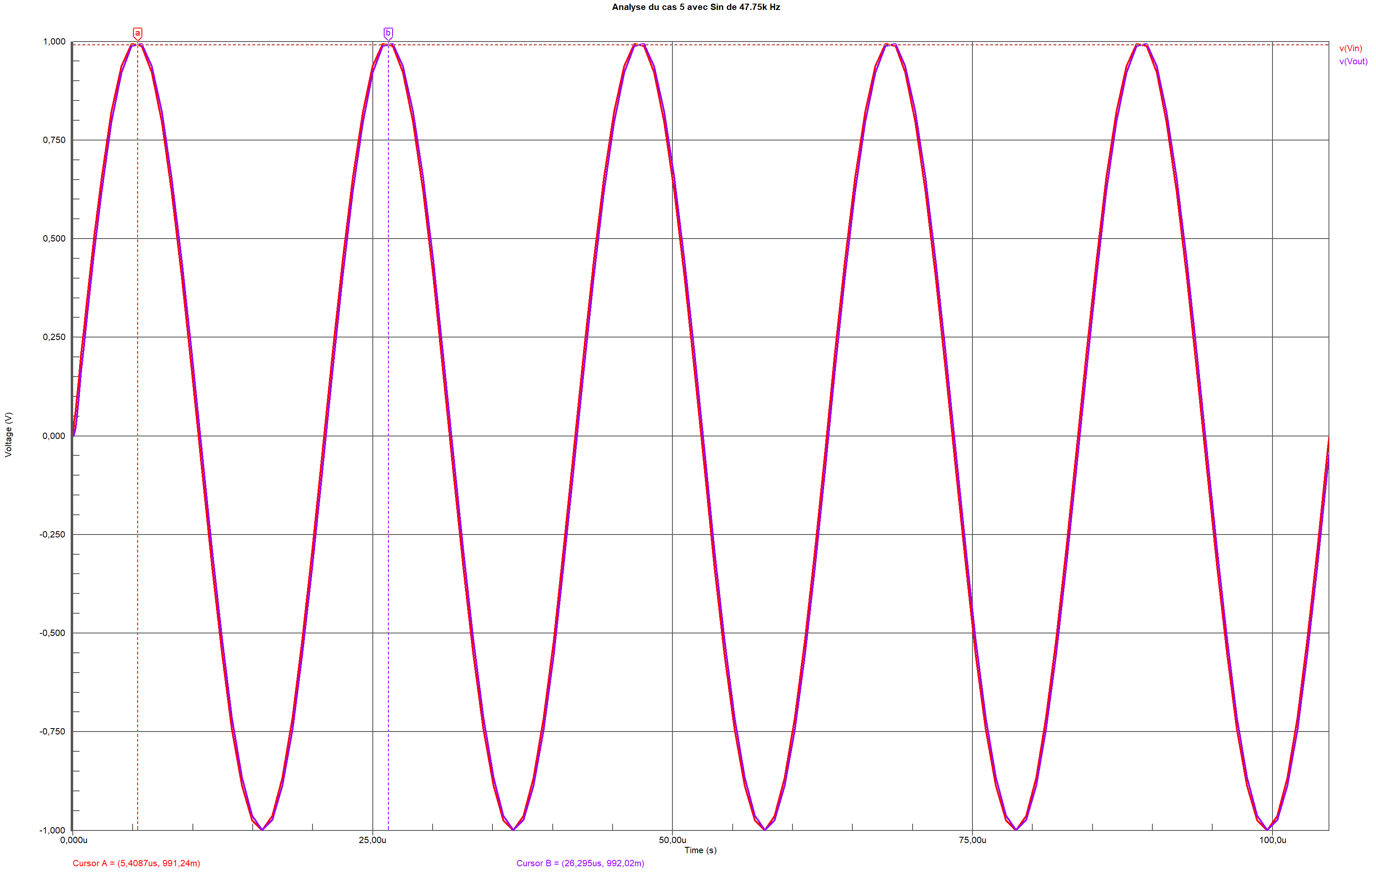 Analyse du cas 5 avec Sin de 47.75k Hz
a
b
v(Vin)
v(Vout)
1,000
0,750
0,500
0,250
0,000
-0,250
-0,500
-0,750
-1,000
Voltage (V)
0,000u
25,00u
50,00u
75,00u
100,0u
Time (s)
Cursor A = (5,4087us, 991,24m)
Cursor B = (26,295us, 992,02m)